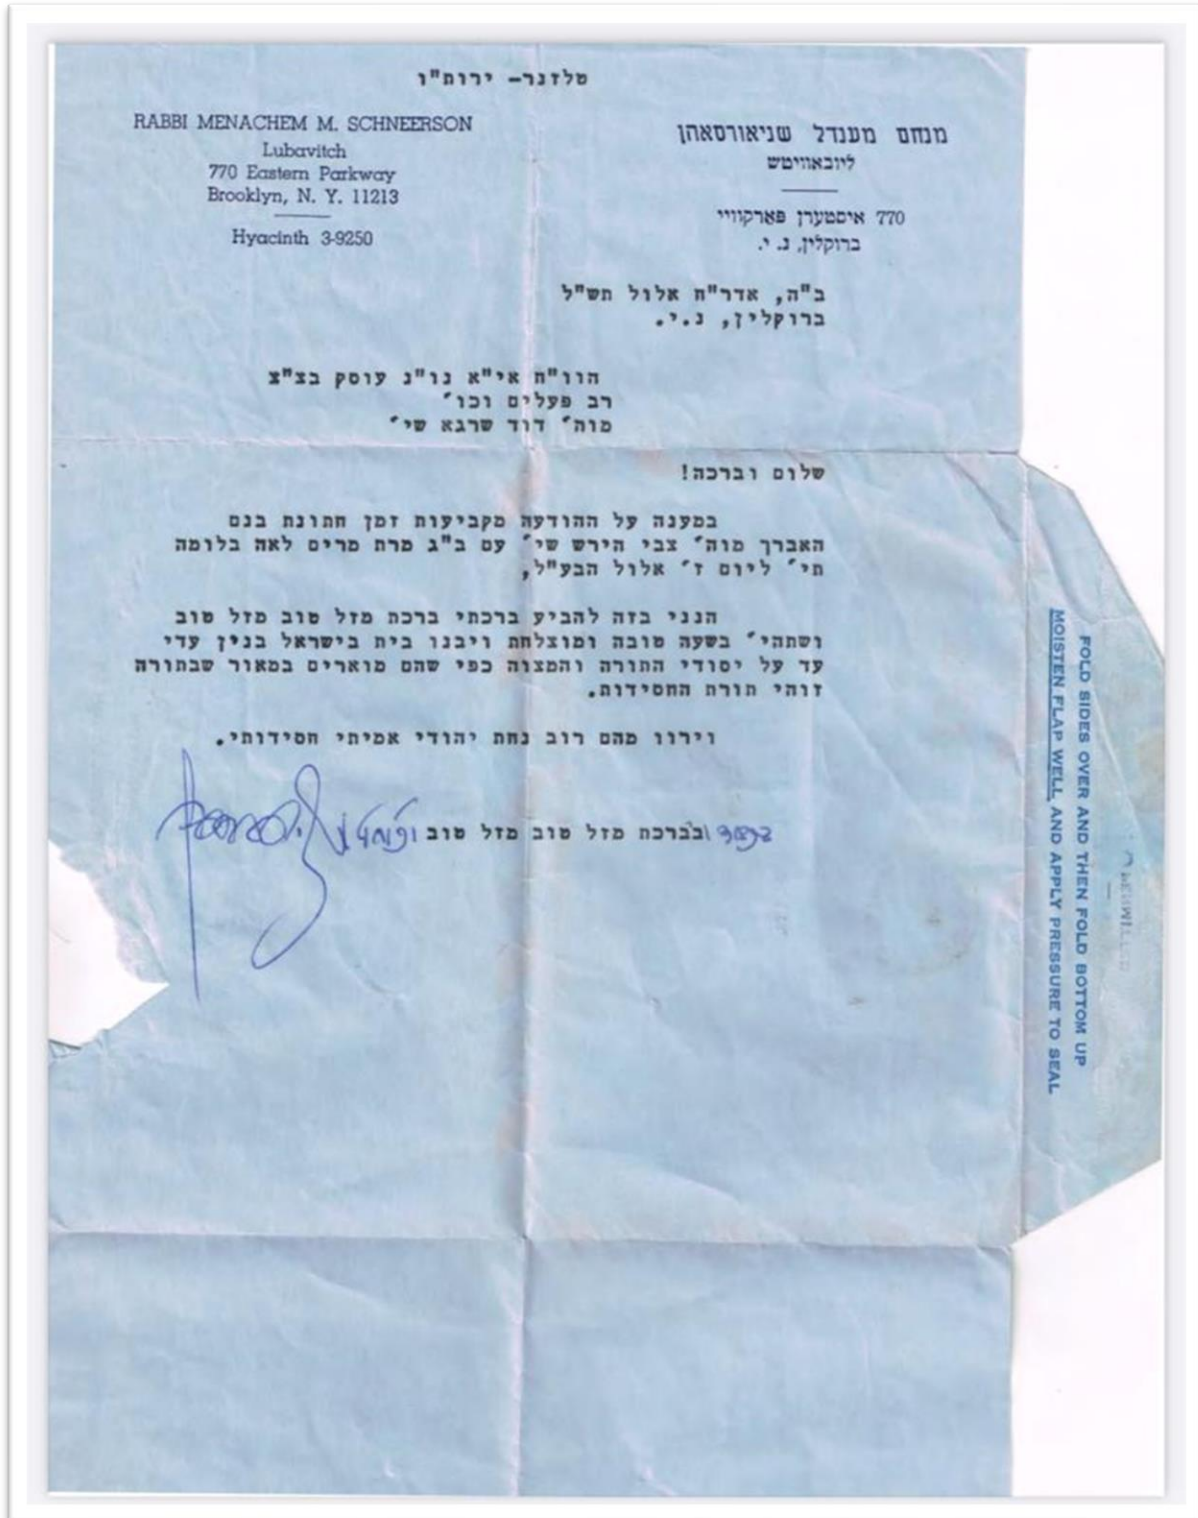 טלזנר- ירות"ו
RABBI MENACHEM M. SCHNEERSON
Lubavitch
770 Eastern Parkway
Brooklyn, N. Y. 11213
Hyacinth 3-9250
מנחם מענדל שניאורסאהן
ליובאוויטש
770 איסטערן פארקוויי
ברוקלין, נ. י.
ב"ה, אדר"ח אלול תש"ל
ברוקלין, נ.י.
הוו"ח אי"א נו"נ עוסק בצ"צ
רב פעלים וכו'
מוה' דוד שרגא שי'
שלום וברכה!
במענה על ההודעה מקביעות זמן חתונת בנם
האברך מוה' צבי הירש שי' עם ב"ג מרת מרים לאה בלומה
תי' ליום ז' אלול הבע"ל,
הנני בזה להביע ברכתי ברכת מזל טוב מזל טוב
ושתהי' בשעה טובה ומוצלחת ויבנו בית בישראל בנין עדי
עד על יסודי התורה והמצוה כפי שהם מוארים במאור שבתורה
זוהי תורת החסידות.
וירוו מהם רוב נחת יהודי אמיתי חסידותי.
בברכת מזל טוב מזל טוב
FOLD SIDES OVER AND THEN FOLD BOTTOM UP
MOISTEN FLAP WELL AND APPLY PRESSURE TO SEAL